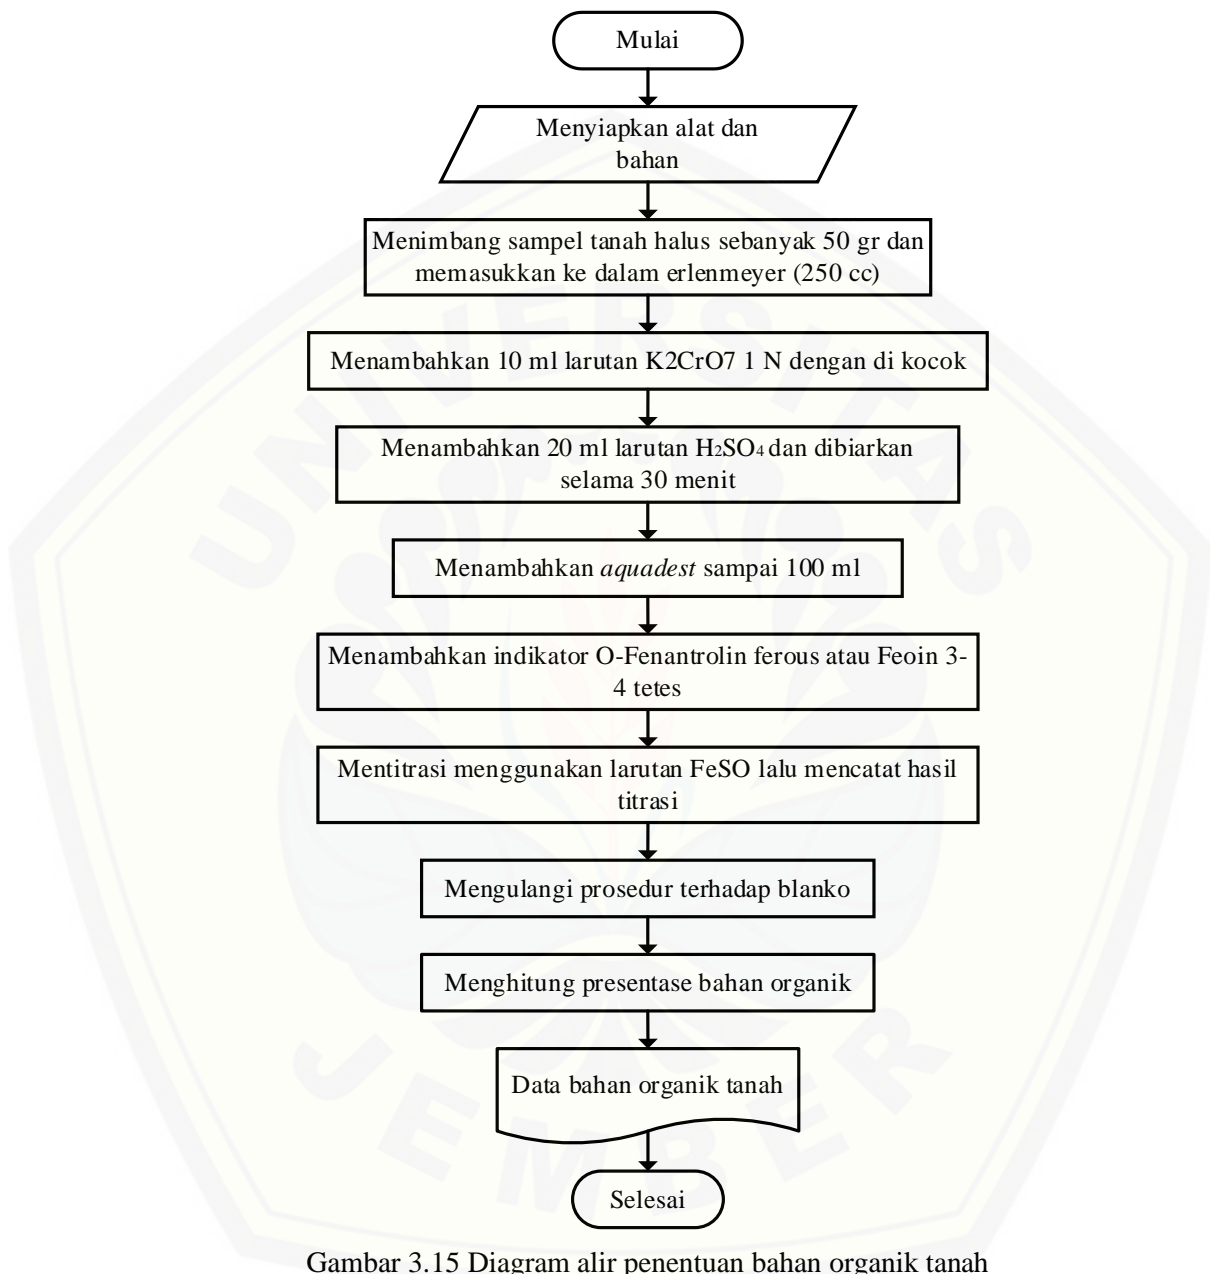 Mulai
Menyiapkan alat dan
bahan
Menimbang sampel tanah halus sebanyak 50 gr dan
memasukkan ke dalam erlenmeyer (250 cc)
Menambahkan 10 ml larutan K2CrO7 1 N dengan di kocok
Menambahkan 20 ml larutan H₂SO₄ dan dibiarkan
selama 30 menit
Menambahkan aquadest sampai 100 ml
Menambahkan indikator O-Fenantrolin ferous atau Feoin 3-
4 tetes
Mentitrasi menggunakan larutan FeSO lalu mencatat hasil
titrasi
Mengulangi prosedur terhadap blanko
Menghitung presentase bahan organik
Data bahan organik tanah
Selesai
Gambar 3.15 Diagram alir penentuan bahan organik tanah
UNIVERSITAS
JEMBER